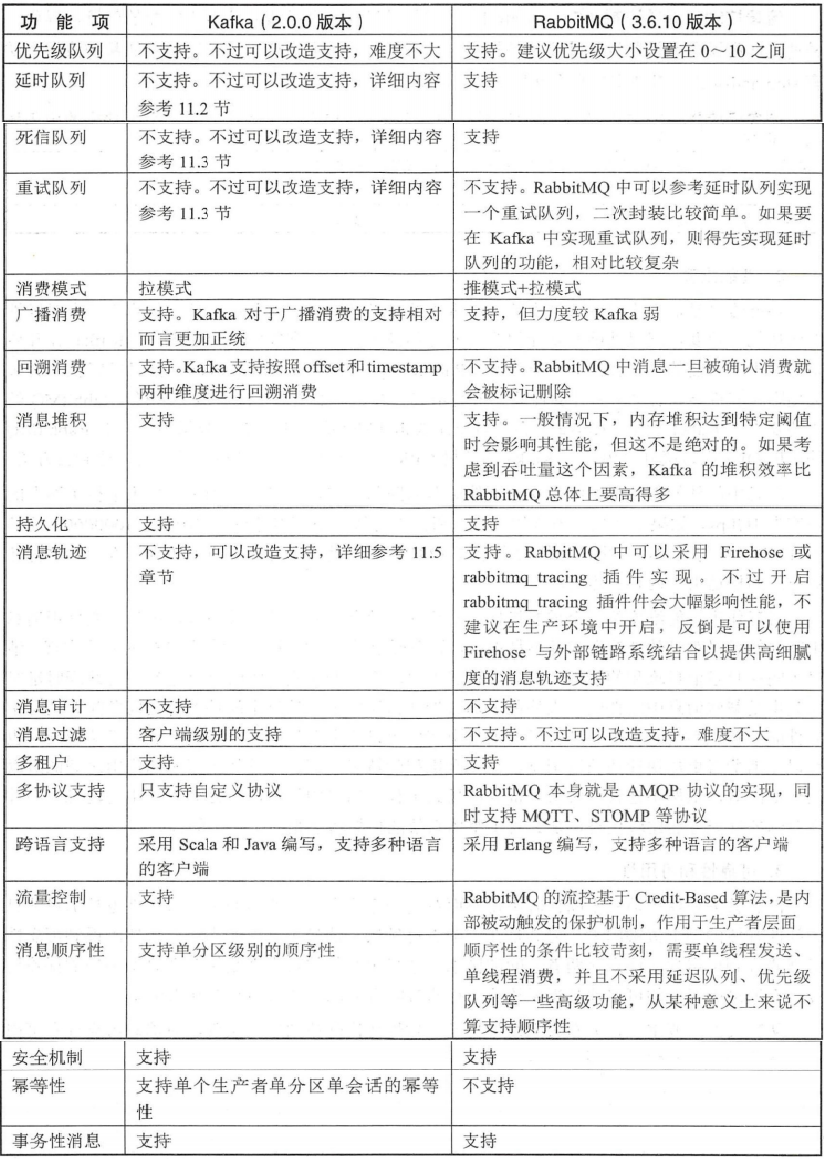 功 能 项 Kafka（2.0.0 版本） RabbitMQ（3.6.10 版本）
优先级队列 不支持。不过可以改造支持，难度不大 支持。建议优先级大小设置在 0～10 之间
延时队列 不支持。不过可以改造支持，详细内容 支持
参考 11.2 节
死信队列 不支持。不过可以改造支持，详细内容 支持
参考 11.3 节
重试队列 不支持。不过可以改造支持，详细内容 不支持。RabbitMQ 中可以参考延时队列实现
参考 11.3 节 一个重试队列，二次封装比较简单。如果要
在 Kafka 中实现重试队列，则得先实现延时
队列的功能，相对比较复杂
消费模式 拉模式 推模式+拉模式
广播消费 支持。Kafka 对于广播消费的支持相对 支持，但力度较 Kafka 弱
而言更加正统
回溯消费 支持。Kafka 支持按照 offset 和 timestamp 不支持。RabbitMQ 中消息一旦被确认消费就
两种维度进行回溯消费 会被标记删除
消息堆积 支持 支持。一般情况下，内存堆积达到特定阈值
时会影响其性能，但这不是绝对的。如果考
虑到吞吐量这个因素，Kafka 的堆积效率比
RabbitMQ 总体上要高得多
持久化 支持 支持
消息轨迹 不支持，可以改造支持，详细参考 11.5 支持。RabbitMQ 中可以采用 Firehose 或
章节 rabbitmq_tracing 插件实现。不过开启
rabbitmq_tracing 插件件会大幅影响性能，不
建议在生产环境中开启，反倒是可以使用
Firehose 与外部链路系统结合以提供高细腻
度的消息轨迹支持
消息审计 不支持 不支持
消息过滤 客户端级别的支持 不支持。不过可以改造支持，难度不大
多租户 支持 支持
多协议支持 只支持自定义协议 RabbitMQ 本身就是 AMQP 协议的实现，同
时支持 MQTT、STOMP 等协议
跨语言支持 采用 Scala 和 Java 编写，支持多种语言 采用 Erlang 编写，支持多种语言的客户端
的客户端
流量控制 支持 RabbitMQ 的流控基于 Credit-Based 算法，是内
部被动触发的保护机制，作用于生产者层面
消息顺序性 支持单分区级别的顺序性 顺序性的条件比较苛刻，需要单线程发送、
单线程消费，并且不采用延迟队列、优先级
队列等一些高级功能，从某种意义上来说不
算支持顺序性
安全机制 支持 支持
幂等性 支持单个生产者单分区单会话的幂等 不支持
性
事务性消息 支持 支持